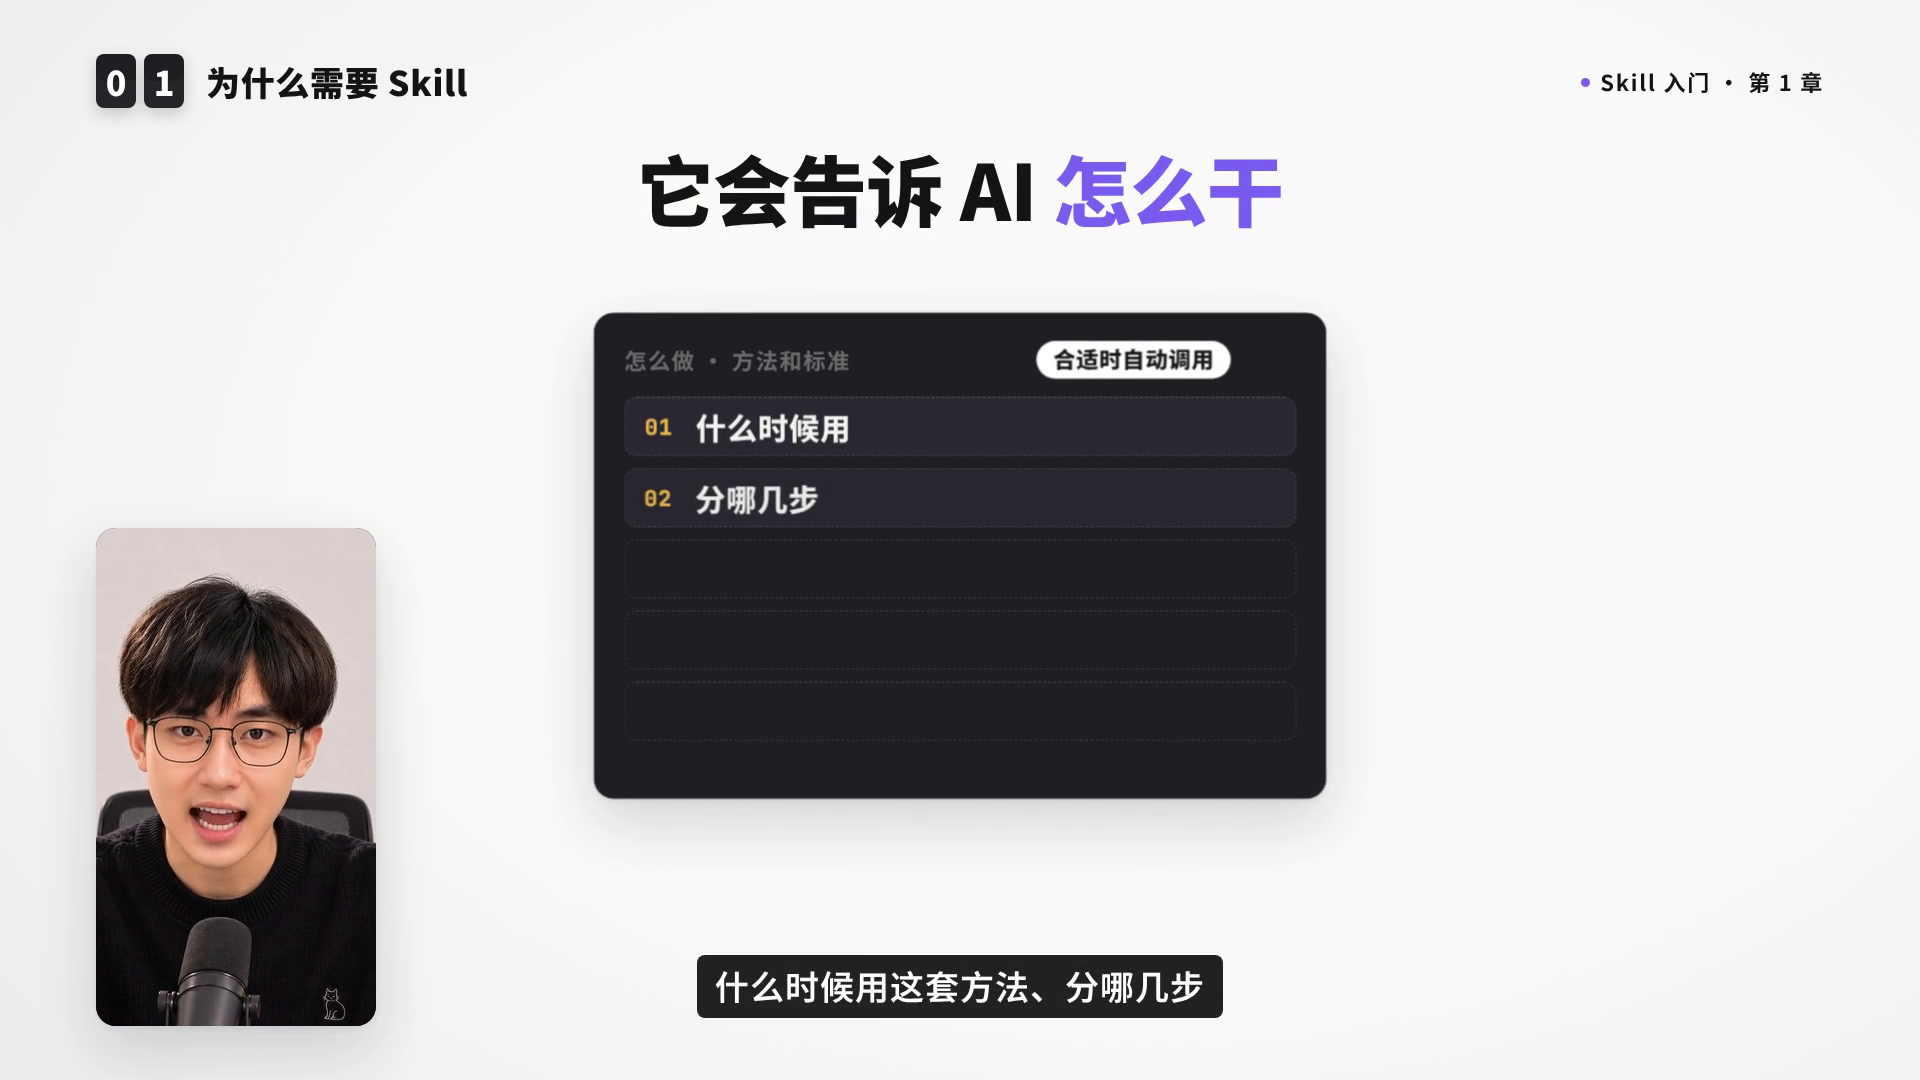 01 为什么需要 Skill
Skill 入门 · 第 1 章
它会告诉 AI 怎么干
怎么做 · 方法和标准
合适时自动调用
01 什么时候用
02 分哪几步
什么时候用这套方法、分哪几步